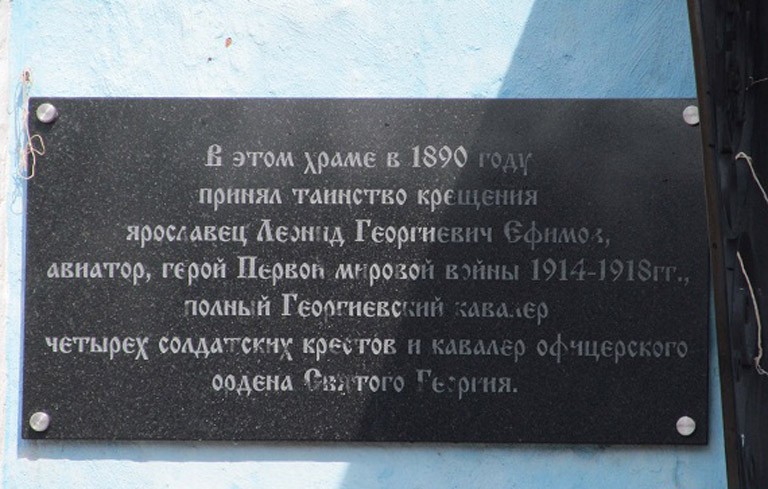 В этом храме в 1890 году
принял таинство крещения
ярославец Леонид Георгиевич Ефимов,
авиатор, герой Первой мировой войны 1914-1918гг.,
полный Георгиевский кавалер
четырех солдатских крестов и кавалер офицерского
ордена Святого Георгия.